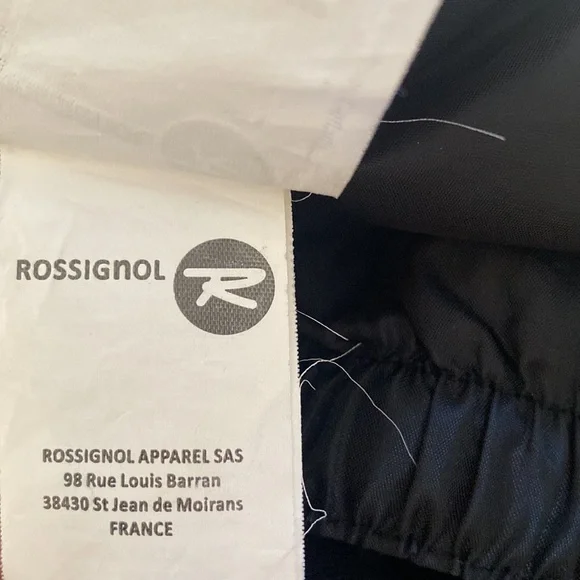 ROSSIGNOL
R
ROSSIGNOL APPAREL SAS
98 Rue Louis Barran
38430 St Jean de Moirans
FRANCE